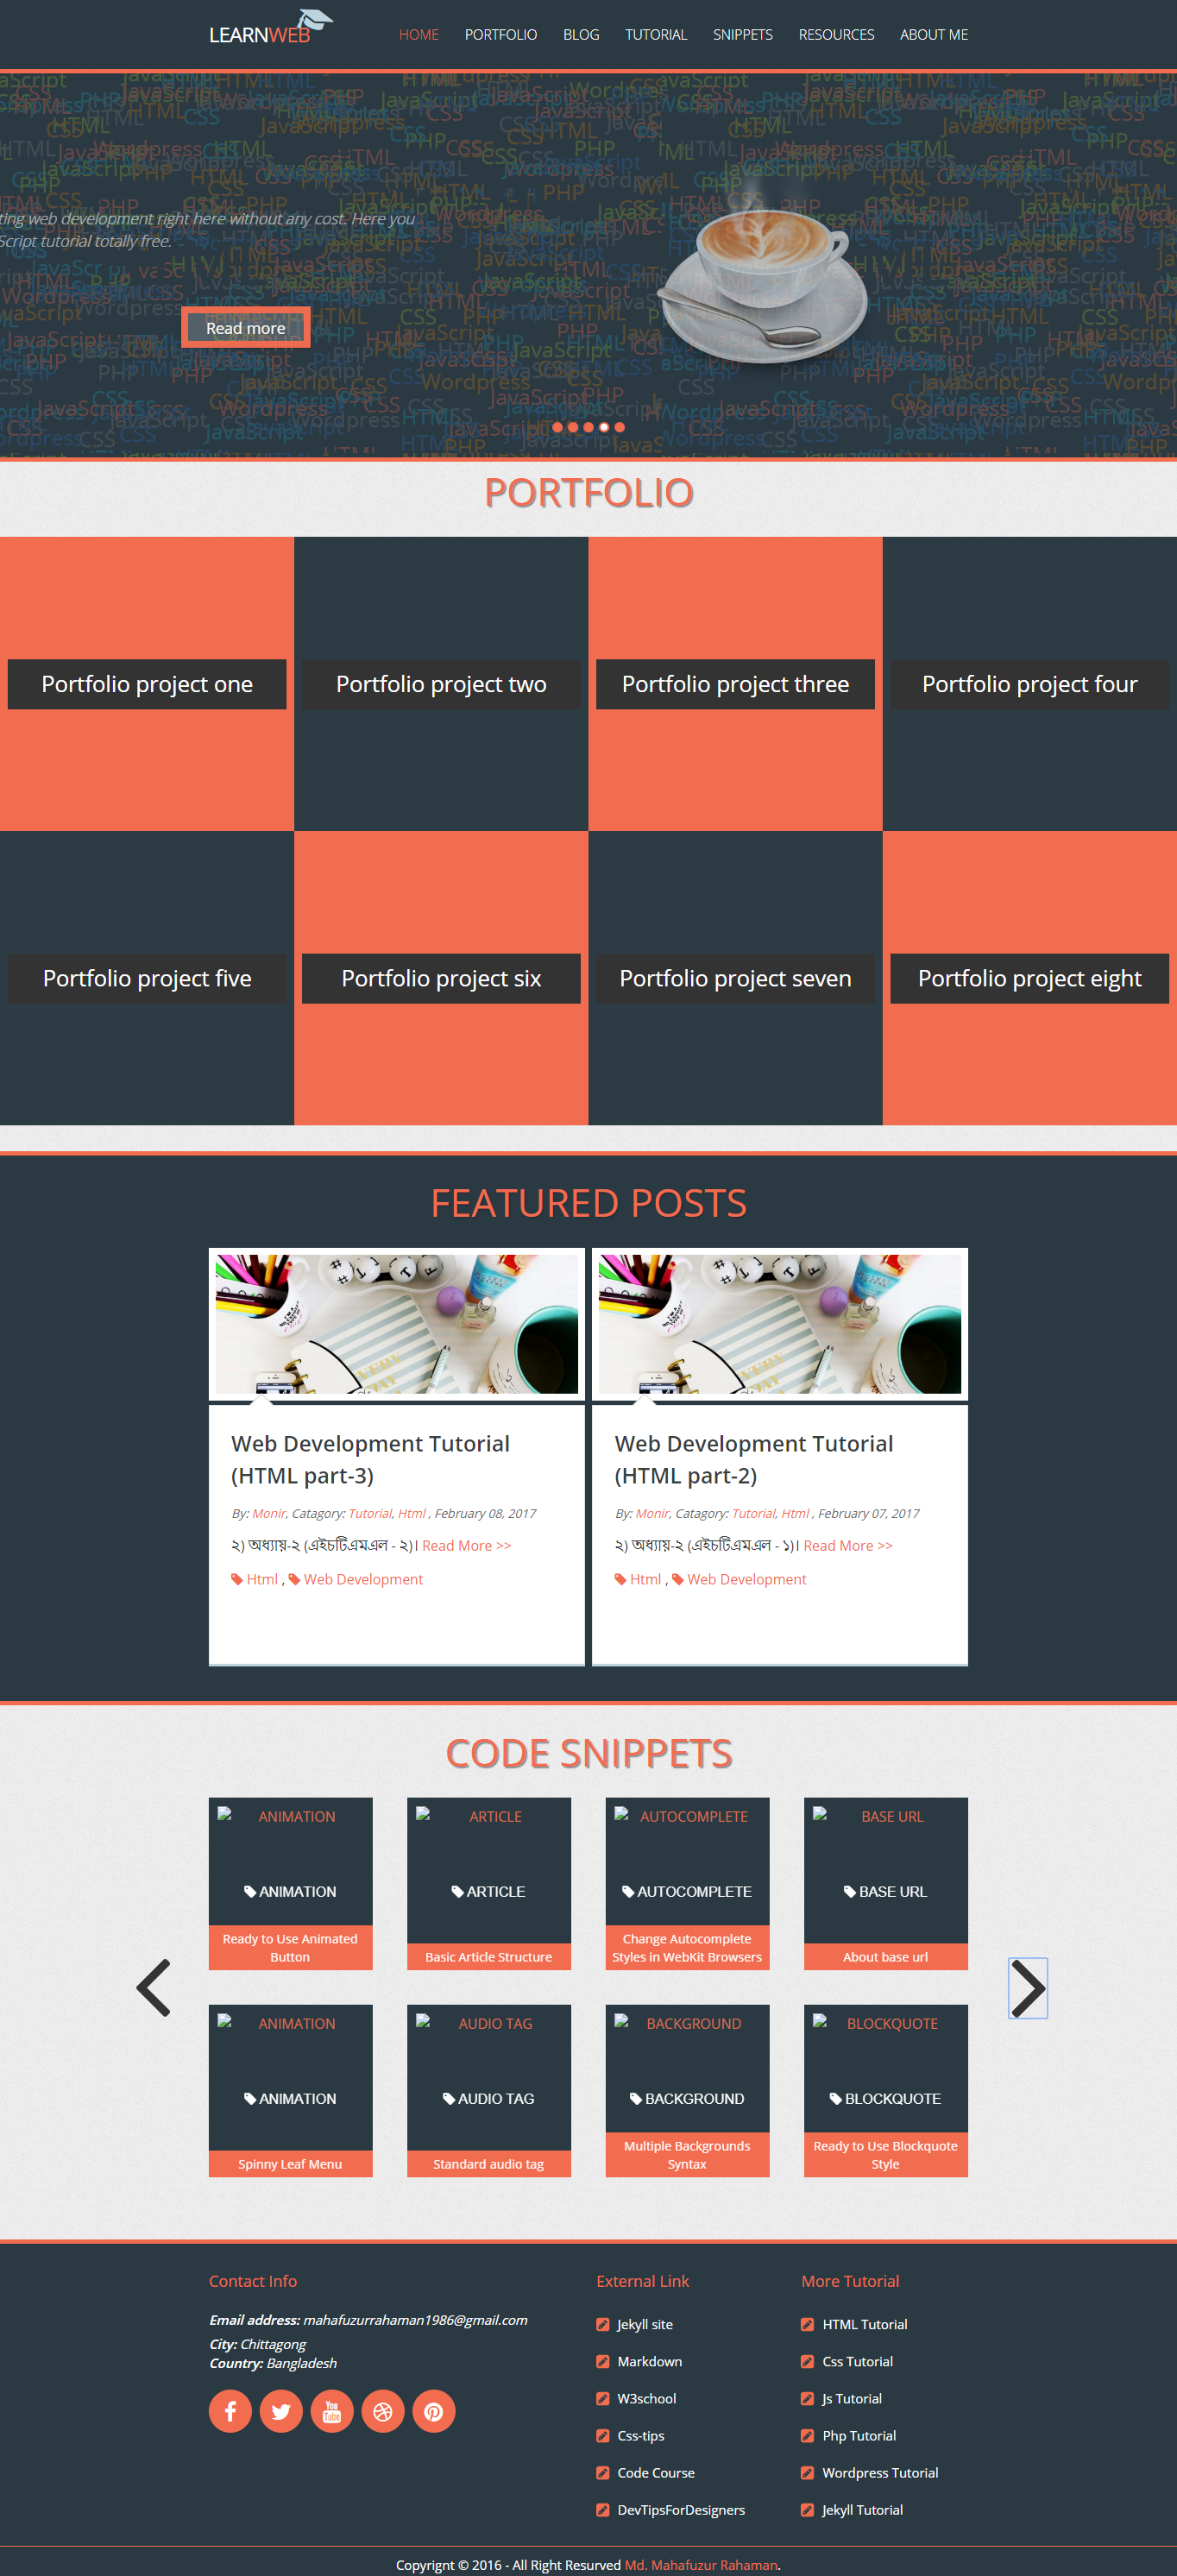 LEARNWEB
HOME PORTFOLIO BLOG TUTORIAL SNIPPETS RESOURCES ABOUT ME
ting web development right here without any cost. Here you
Script tutorial totally free.
Read more
PORTFOLIO
Portfolio project one
Portfolio project two
Portfolio project three
Portfolio project four
Portfolio project five
Portfolio project six
Portfolio project seven
Portfolio project eight
FEATURED POSTS
Web Development Tutorial
(HTML part-3)
By: Monir, Catagory: Tutorial, Html , February 08, 2017
২) অধ্যায়-২ (এইচটিএমএল - ২)। Read More >>
Html , Web Development
Web Development Tutorial
(HTML part-2)
By: Monir, Catagory: Tutorial, Html , February 07, 2017
২) অধ্যায়-২ (এইচটিএমএল - ১)। Read More >>
Html , Web Development
CODE SNIPPETS
ANIMATION
ANIMATION
Ready to Use Animated
Button
ARTICLE
ARTICLE
Basic Article Structure
AUTOCOMPLETE
AUTOCOMPLETE
Change Autocomplete
Styles in WebKit Browsers
BASE URL
BASE URL
About base url
ANIMATION
ANIMATION
Spinny Leaf Menu
AUDIO TAG
AUDIO TAG
Standard audio tag
BACKGROUND
BACKGROUND
Multiple Backgrounds
Syntax
BLOCKQUOTE
BLOCKQUOTE
Ready to Use Blockquote
Style
Contact Info
Email address: mahafuzurrahaman1986@gmail.com
City: Chittagong
Country: Bangladesh
External Link
Jekyll site
Markdown
W3school
Css-tips
Code Course
DevTipsForDesigners
More Tutorial
HTML Tutorial
Css Tutorial
Js Tutorial
Php Tutorial
Wordpress Tutorial
Jekyll Tutorial
Copyrignt © 2016 - All Right Resurved Md. Mahafuzur Rahaman.